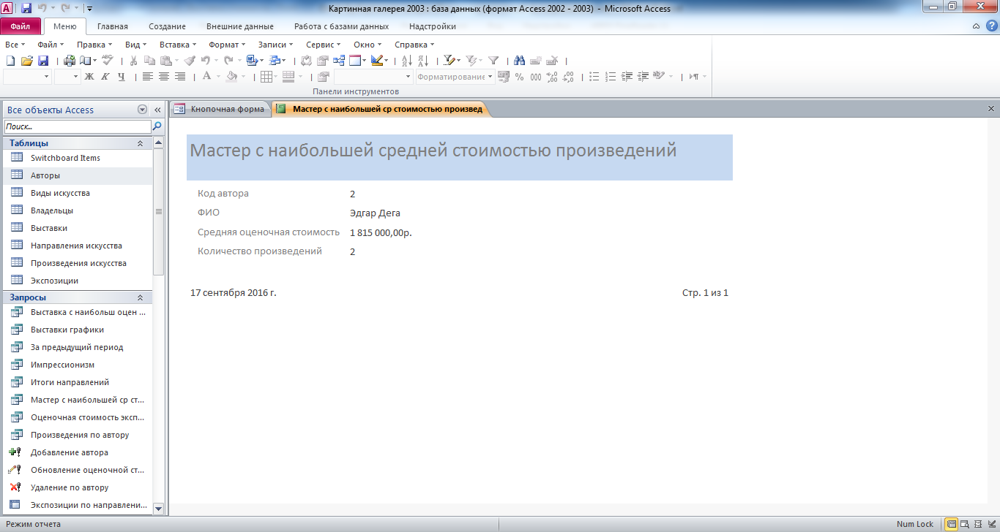 Картинная галерея 2003 : база данных (формат Access 2002 - 2003) - Microsoft Access
Файл Меню Главная Создание Внешние данные Работа с базами данных Надстройки
Все Файл Правка Вид Вставка Формат Записи Сервис Окно Справка
Ж К Ч Форматировани % 000
Панели инструментов
Все объекты Access
Кнопочная форма Мастер с наибольшей ср стоимостью произвед
Поиск...
Таблицы
Switchboard Items
Авторы
Виды искусства
Владельцы
Выставки
Направления искусства
Произведения искусства
Экспозиции
Запросы
Выставка с наибольш оцен ...
Выставки графики
За предыдущий период
Импрессионизм
Итоги направлений
Мастер с наибольшей ср ст...
Оценочная стоимость эксп...
Произведения по автору
Добавление автора
Обновление оценочной ст...
Удаление по автору
Экспозиции по направлени...
Мастер с наибольшей средней стоимостью произведений
Код автора 2
ФИО Эдгар Дега
Средняя оценочная стоимость 1 815 000,00р.
Количество произведений 2
17 сентября 2016 г. Стр. 1 из 1
Режим отчета Num Lock